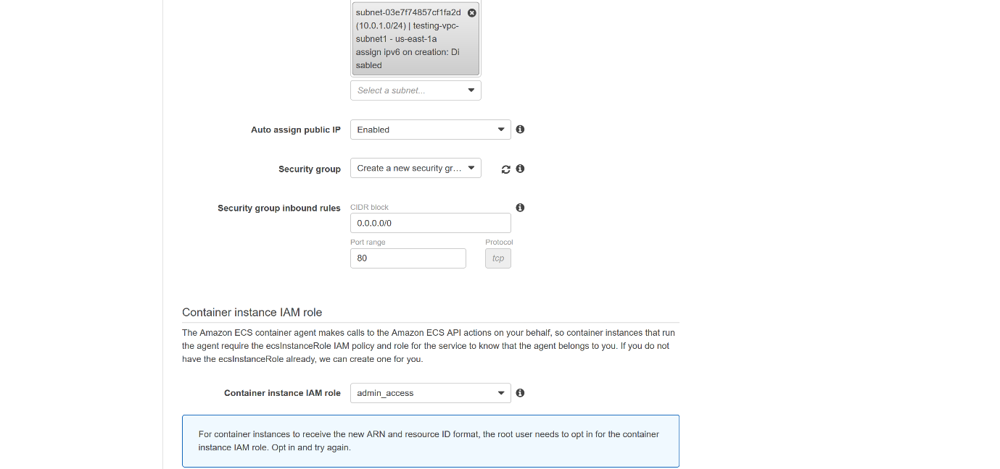 subnet-03e7f74857cf1fa2d
(10.0.1.0/24) | testing-vpc-
subnet1 - us-east-1a
assign ipv6 on creation: Di
sabled
Select a subnet...
Auto assign public IP
Enabled
Security group
Create a new security gr...
Security group inbound rules
CIDR block
0.0.0.0/0
Port range
Protocol
80
tcp
Container instance IAM role
The Amazon ECS container agent makes calls to the Amazon ECS API actions on your behalf, so container instances that run
the agent require the ecsInstanceRole IAM policy and role for the service to know that the agent belongs to you. If you do not
have the ecsInstanceRole already, we can create one for you.
Container instance IAM role
admin_access
For container instances to receive the new ARN and resource ID format, the root user needs to opt in for the container
instance IAM role. Opt in and try again.